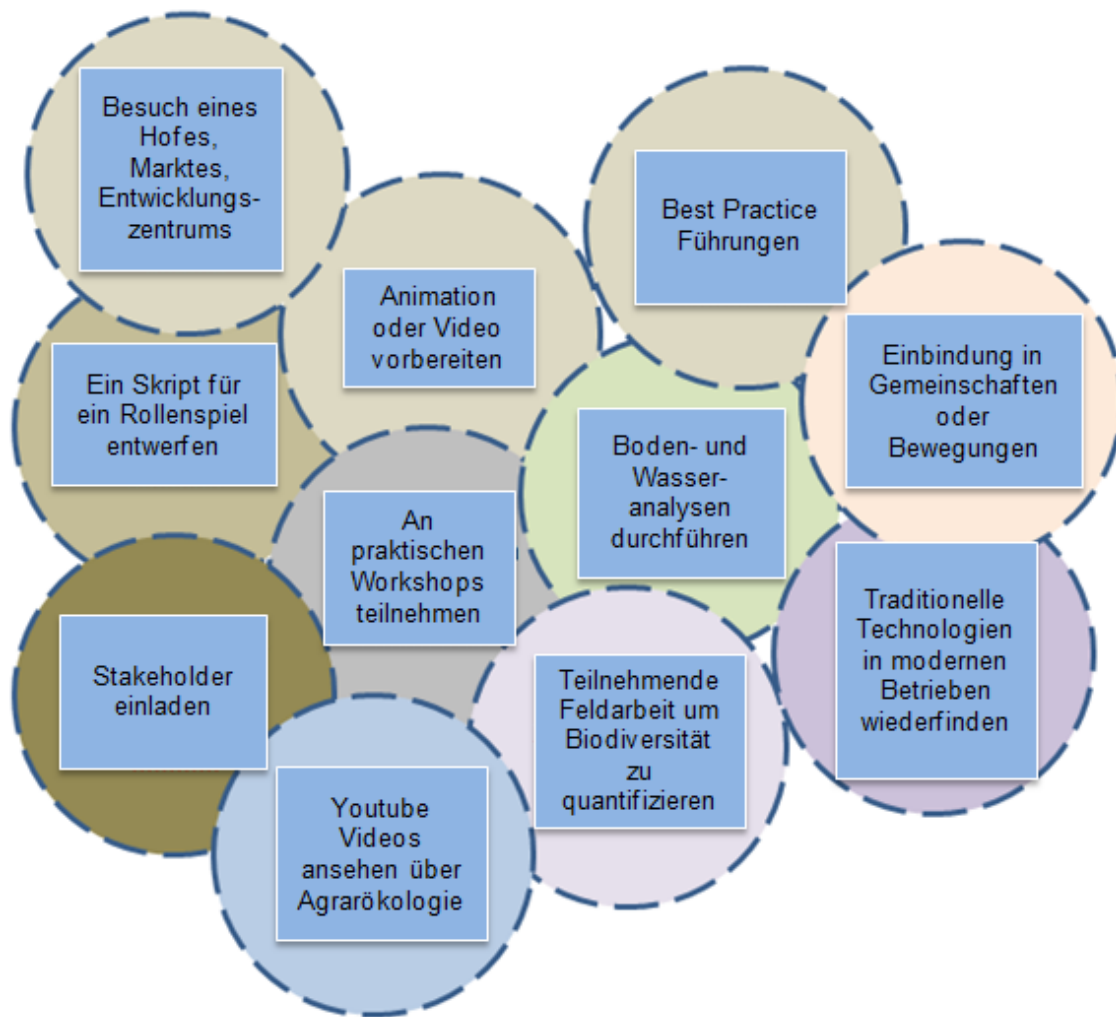 Besuch eines
Hofes,
Marktes,
Entwicklungs-
zentrums
Best Practice
Führungen
Animation
oder Video
vorbereiten
Einbindung in
Gemeinschaften
oder
Bewegungen
Ein Skript für
ein Rollenspiel
entwerfen
Boden- und
Wasser-
analysen
durchführen
An
praktischen
Workshops
teilnehmen
Traditionelle
Technologien
in modernen
Betrieben
wiederfinden
Stakeholder
einladen
Teilnehmende
Feldarbeit um
Biodiversität
zu
quantifizieren
Youtube
Videos
ansehen über
Agrarökologie